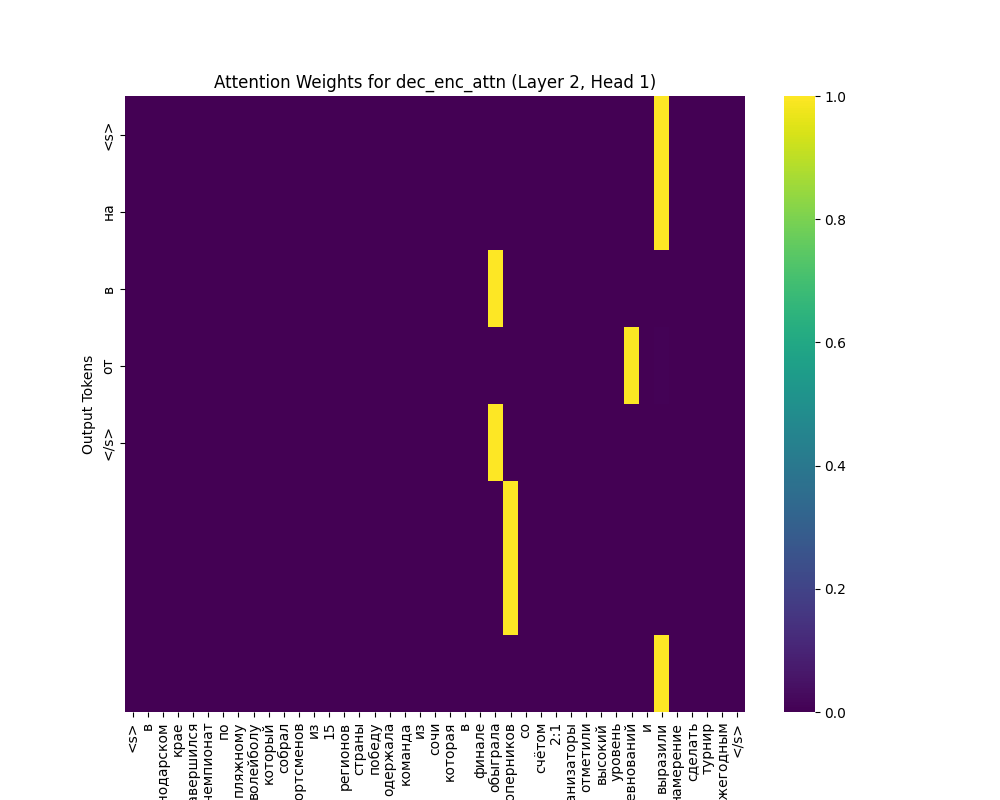 Attention Weights for dec_enc_attn (Layer 2, Head 1)
Output Tokens
<s>
на
в
от
</s>
1.0
0.8
0.6
0.4
0.2
0.0
<s>
в
нодарском
крае
авершился
чемпионат
по
пляжному
волейболу
который
собрал
ортсменов
из
15
регионов
страны
победу
одержала
команда
из
сочи
которая
в
финале
обыграла
оперников
со
счётом
2:1
анизаторы
отметили
высокий
уровень
евнований
и
выразили
намерение
сделать
турнир
жегодным
</s>